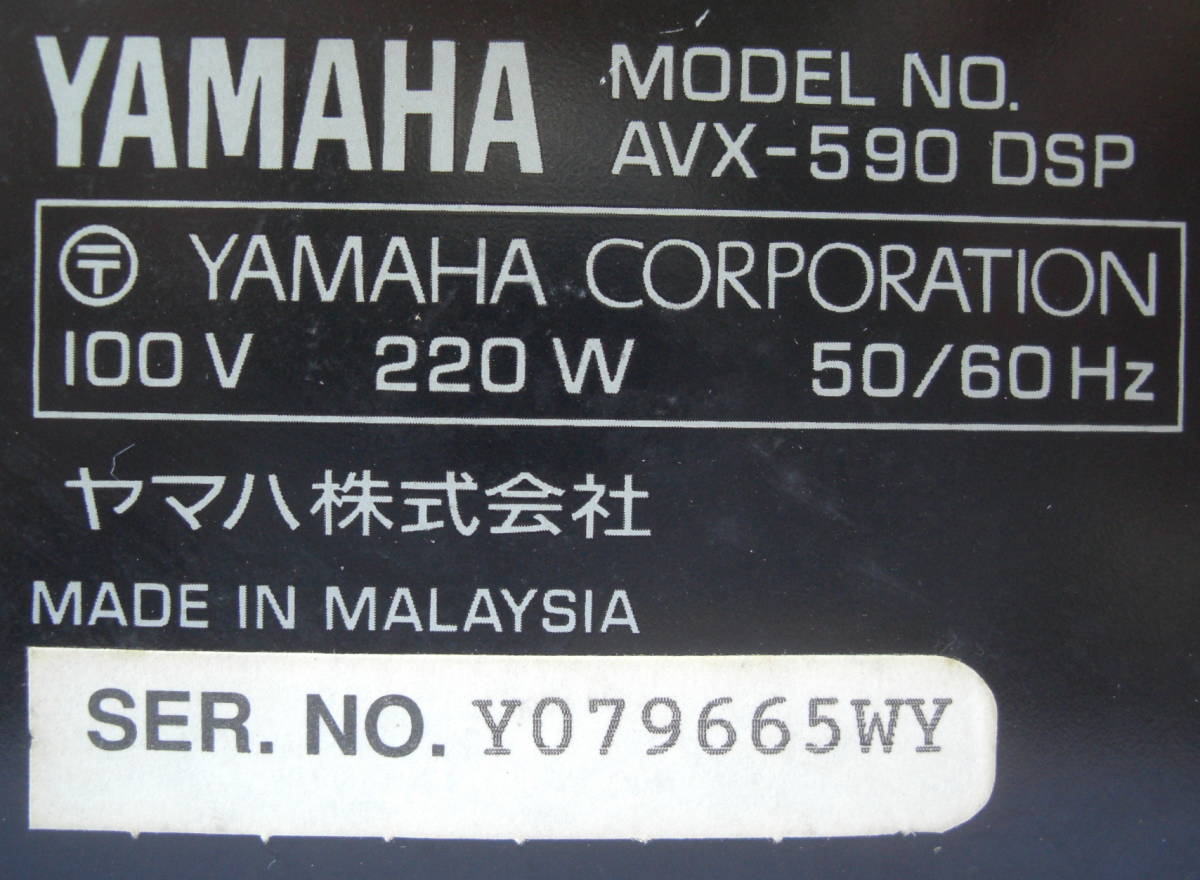 YAMAHA
MODEL NO.
AVX-590 DSP
〒 YAMAHA CORPORATION
100 V 220 W 50/60 Hz
ヤマハ株式会社
MADE IN MALAYSIA
SER. NO. Y079665WY